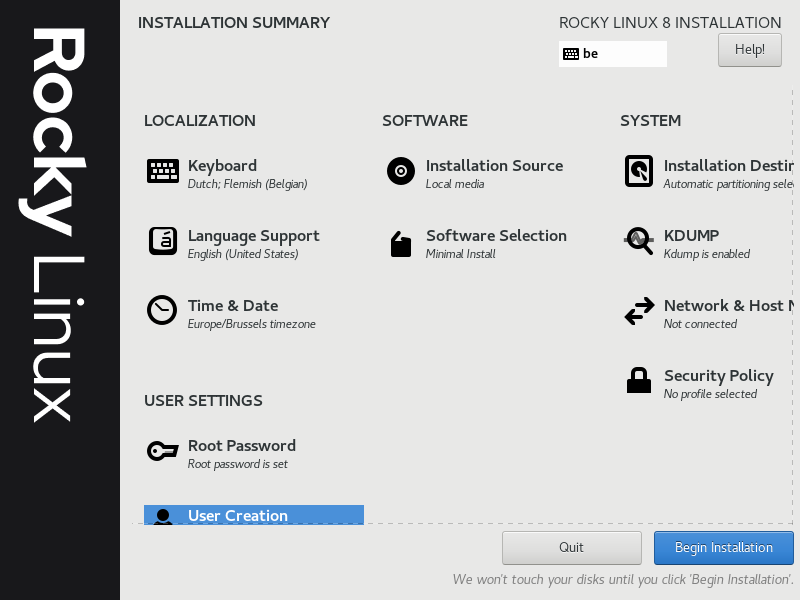 Rocky Linux
INSTALLATION SUMMARY
ROCKY LINUX 8 INSTALLATION
be
Help!
LOCALIZATION
Keyboard
Dutch; Flemish (Belgian)
Language Support
English (United States)
Time & Date
Europe/Brussels timezone
SOFTWARE
Installation Source
Local media
Software Selection
Minimal Install
SYSTEM
Installation Destin
Automatic partitioning sele
KDUMP
Kdump is enabled
Network & Host N
Not connected
Security Policy
No profile selected
USER SETTINGS
Root Password
Root password is set
User Creation
Quit
Begin Installation
We won't touch your disks until you click 'Begin Installation'.